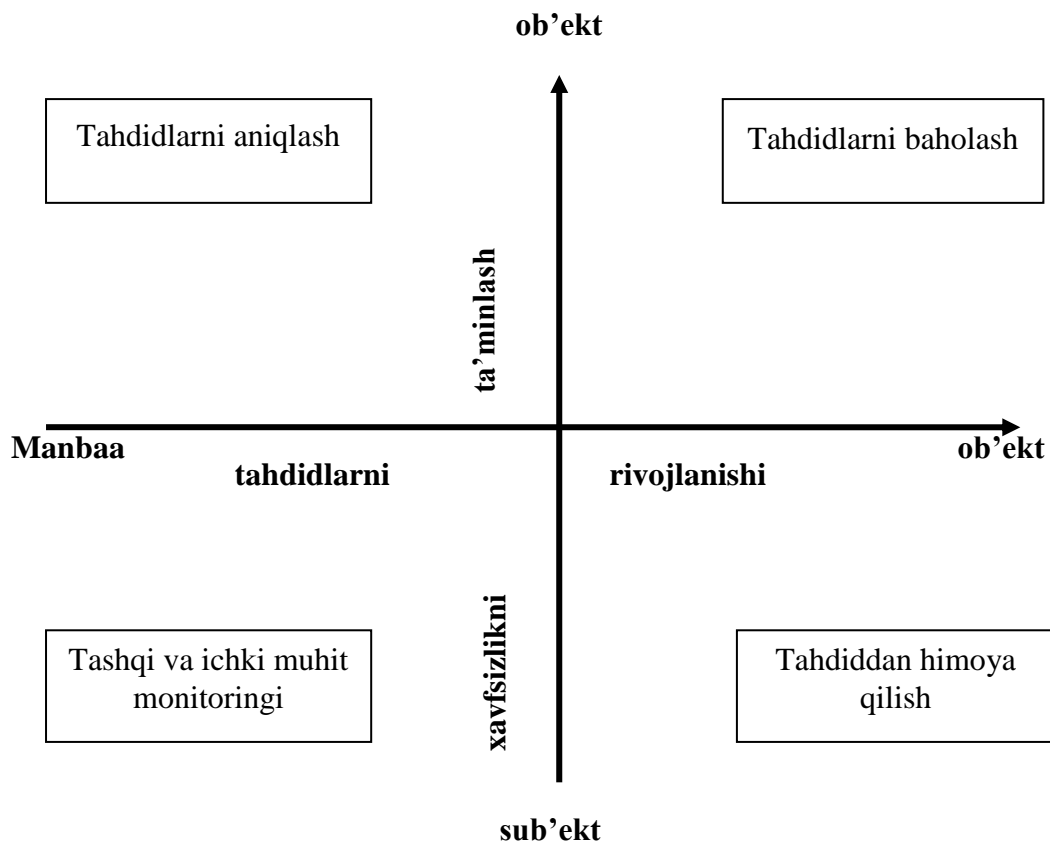 ob’ekt
Tahdidlarni aniqlash
Tahdidlarni baholash
ta’minlash
Manbaa
ob’ekt
tahdidlarni
rivojlanishi
xavfsizlikni
Tashqi va ichki muhit
monitoringi
Tahdiddan himoya
qilish
sub’ekt